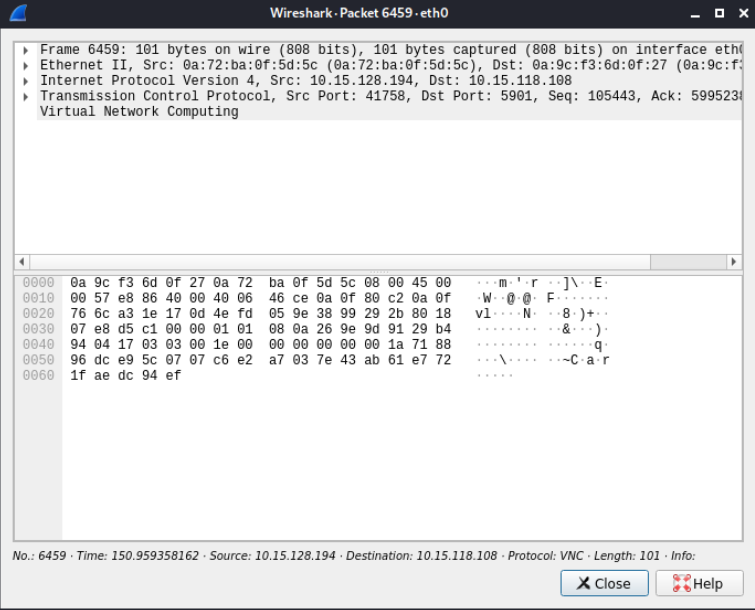 Wireshark·Packet 6459·eth0
Frame 6459: 101 bytes on wire (808 bits), 101 bytes captured (808 bits) on interface eth0
Ethernet II, Src: 0a:72:ba:0f:5d:5c (0a:72:ba:0f:5d:5c), Dst: 0a:9c:f3:6d:0f:27 (0a:9c:f3
Internet Protocol Version 4, Src: 10.15.128.194, Dst: 10.15.118.108
Transmission Control Protocol, Src Port: 41758, Dst Port: 5901, Seq: 105443, Ack: 5995238
Virtual Network Computing
0000 0a 9c f3 6d 0f 27 0a 72 ba 0f 5d 5c 08 00 45 00 ···m·'·r ··]\··E·
0010 00 57 e8 86 40 00 40 06 46 ce 0a 0f 80 c2 0a 0f ·W··@·@· F·······
0020 76 6c a3 1e 17 0d 4e fd 05 9e 38 99 29 2b 80 18 vl····N· ··8·)+··
0030 07 e8 d5 c1 00 00 01 01 08 0a 26 9e 9d 91 29 b4 ········ ··&···)·
0040 94 04 17 03 03 00 1e 00 00 00 00 00 00 1a 71 88 ········ ······q·
0050 96 dc e9 5c 07 07 c6 e2 a7 03 7e 43 ab 61 e7 72 ···\···· ··~C·a·r
0060 1f ae dc 94 ef ·····
No.: 6459 · Time: 150.959358162 · Source: 10.15.128.194 · Destination: 10.15.118.108 · Protocol: VNC · Length: 101 · Info:
Close Help